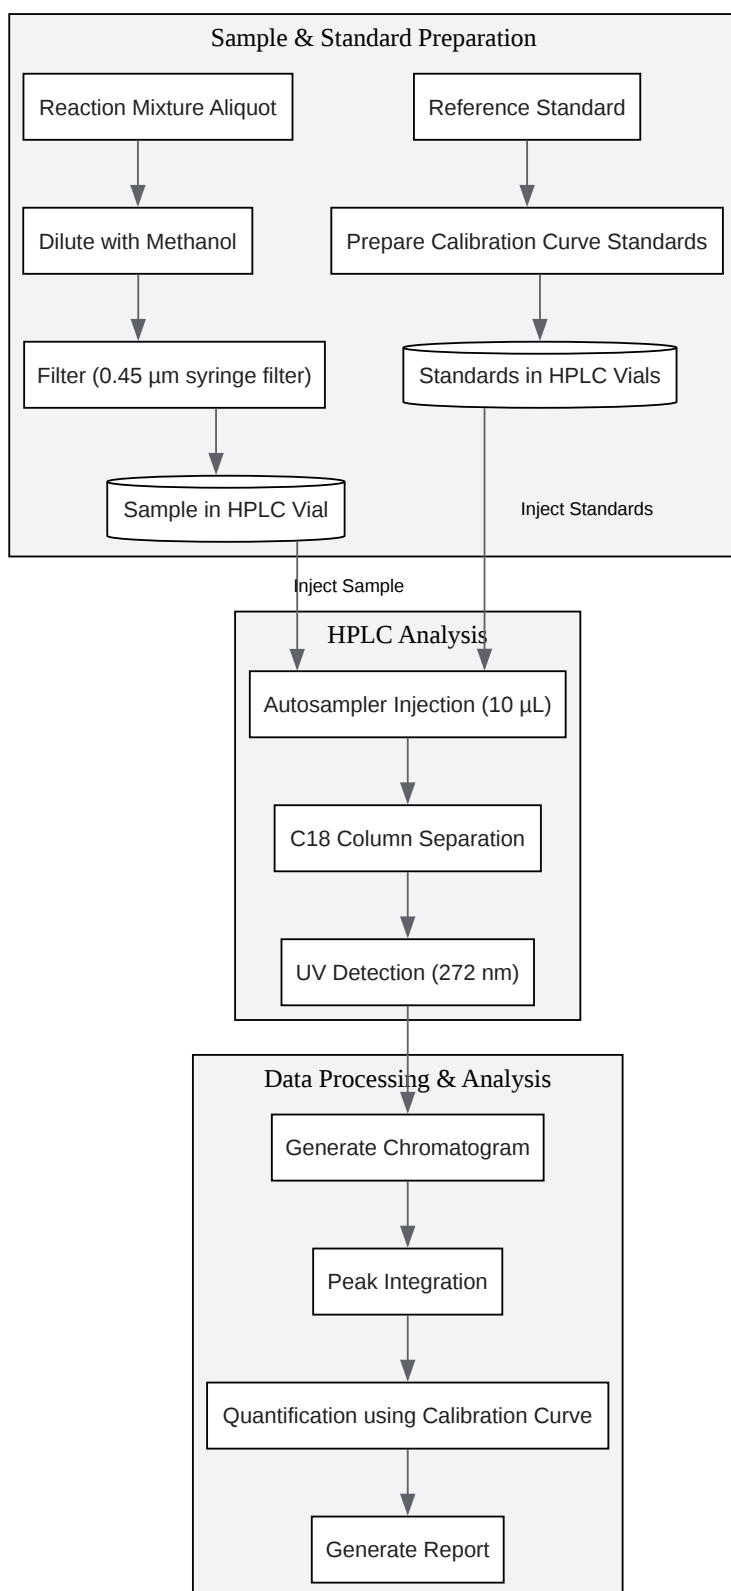 Sample & Standard Preparation
Reaction Mixture Aliquot
Reference Standard
Dilute with Methanol
Prepare Calibration Curve Standards
Filter (0.45 µm syringe filter)
Standards in HPLC Vials
Sample in HPLC Vial
Inject Standards
Inject Sample
HPLC Analysis
Autosampler Injection (10 µL)
C18 Column Separation
UV Detection (272 nm)
Data Processing & Analysis
Generate Chromatogram
Peak Integration
Quantification using Calibration Curve
Generate Report